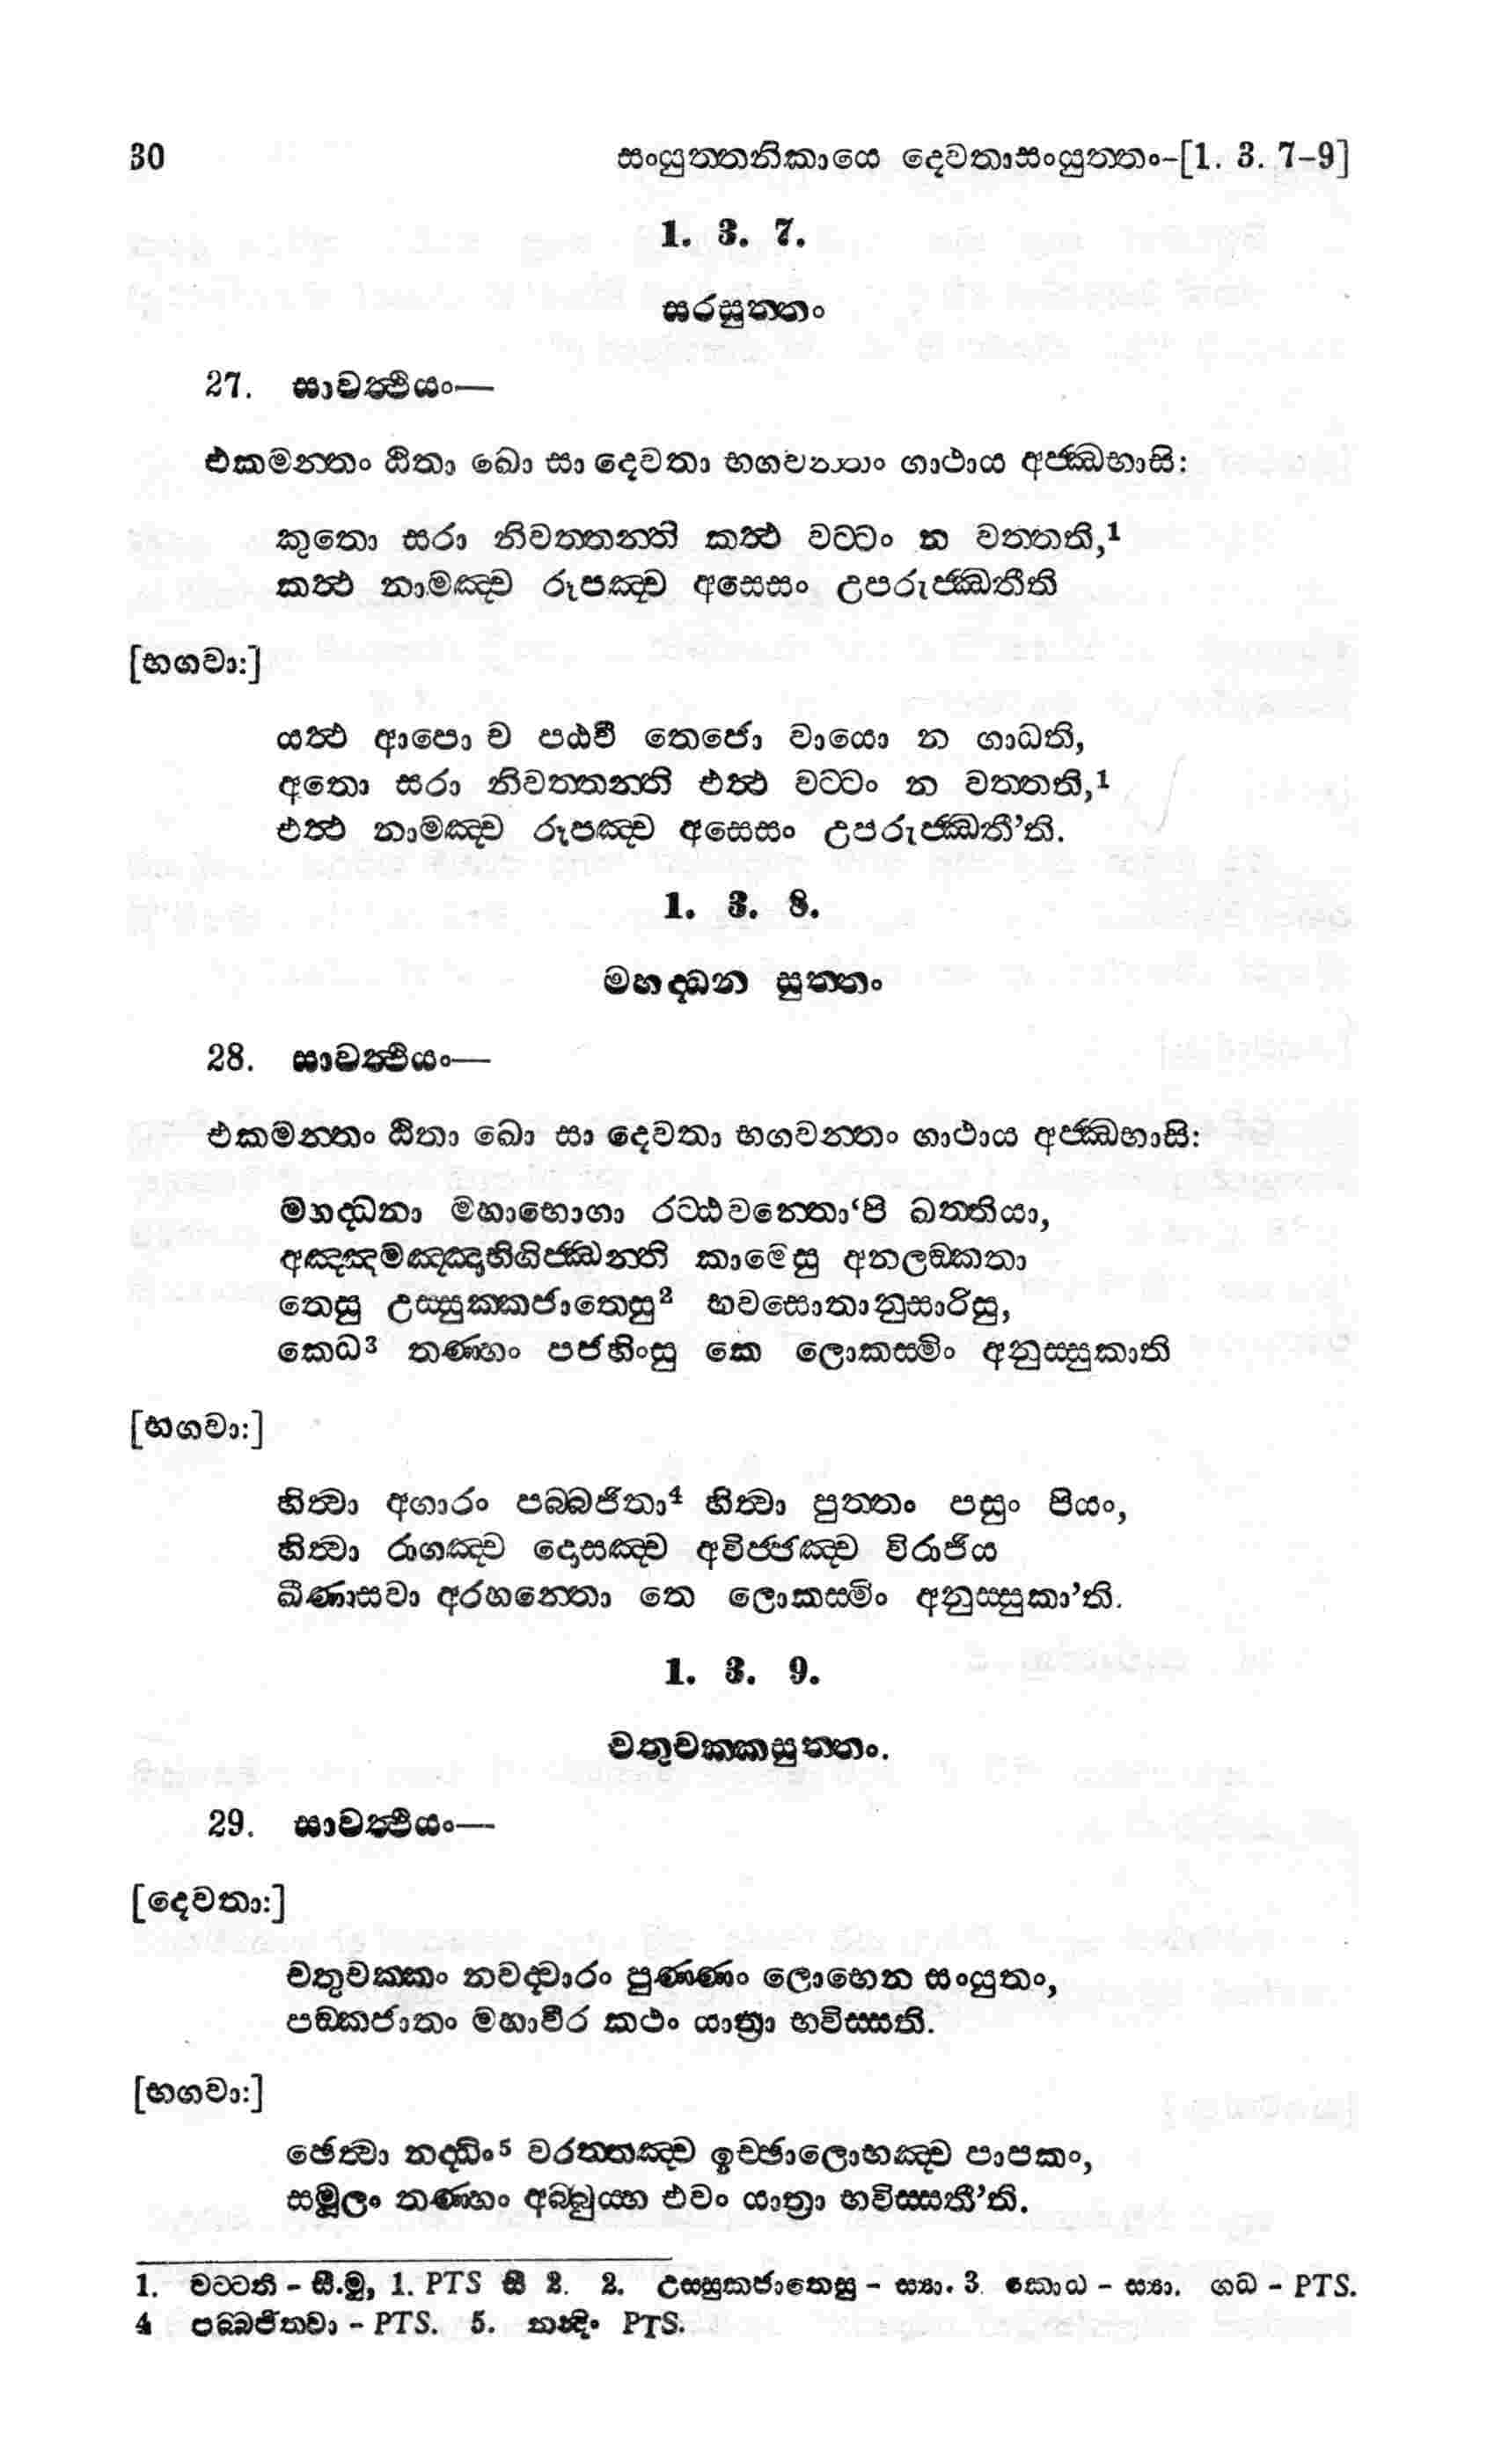 30 සංයුත්තනිකායෙ දෙවතාසංයුත්තං-[1. 3. 7-9]
1. 3. 7.
සරසුත්තං
27. සාවත්ථියං—
එකමන්තං ඨිතා ඛො සා දෙවතා භගවන්තං ගාථාය අජ්ඣභාසි:
කුතො සරා නිවත්තන්ති කත්ථ වට්ටං න වත්තති,1
කත්ථ නාමඤ්ච රූපඤ්ච අසෙසං උපරුජ්ඣතීති
[භගවා:]
යත්ථ ආපො ච පඨවී තෙජො වායො න ගාධති,
අතො සරා නිවත්තන්ති එත්ථ වට්ටං න වත්තති,1
එත්ථ නාමඤ්ච රූපඤ්ච අසෙසං උපරුජ්ඣතී’ති.
1. 3. 8.
මහද්ධන සුත්තං
28. සාවත්ථියං—
එකමන්තං ඨිතා ඛො සා දෙවතා භගවන්තං ගාථාය අජ්ඣභාසි:
මහද්ධනා මහාභොගා රට්ඨවන්තො‘පි ඛත්තියා,
අඤ්ඤමඤ්ඤාභිගිජ්ඣන්ති කාමෙසු අනලඞ්කතා
තෙසු උස්සුක්කජාතෙසු2 භවසොතානුසාරිසු,
කෙධ3 තණ්හං පජහිංසු කෙ ලොකස්මිං අනුස්සුකාති
[භගවා:]
හිත්වා අගාරං පබ්බජිතා4 හිත්වා පුත්තං පසුං පියං,
හිත්වා රාගඤ්ච දොසඤ්ච අවිජ්ජඤ්ච විරාජිය
ඛීණාසවා අරහන්තො තෙ ලොකස්මිං අනුස්සුකා’ති.
1. 3. 9.
චතුචක්කසුත්තං.
29. සාවත්ථියං—
[දෙවතා:]
චතුචක්කං නවද්වාරං පුණ්ණං ලොභෙන සංයුතං,
පඞ්කජාතං මහාවීර කථං යාත්‍රා භවිස්සති.
[භගවා:]
ඡෙත්වා නද්ධිං5 වරත්තඤ්ච ඉච්ඡාලොභඤ්ච පාපකං,
සමූලං තණ්හං අබ්බුය්හ එවං යාත්‍රා භවිස්සතී’ති.
1. වට්ටති - සී.මු, 1. PTS සී 2. 2. උස්සුකජාතෙසු - ස්‍යා. 3. කොධ - ස්‍යා. ගධ - PTS.
4 පබ්බජිතවා - PTS. 5. නන්දිං PTS.